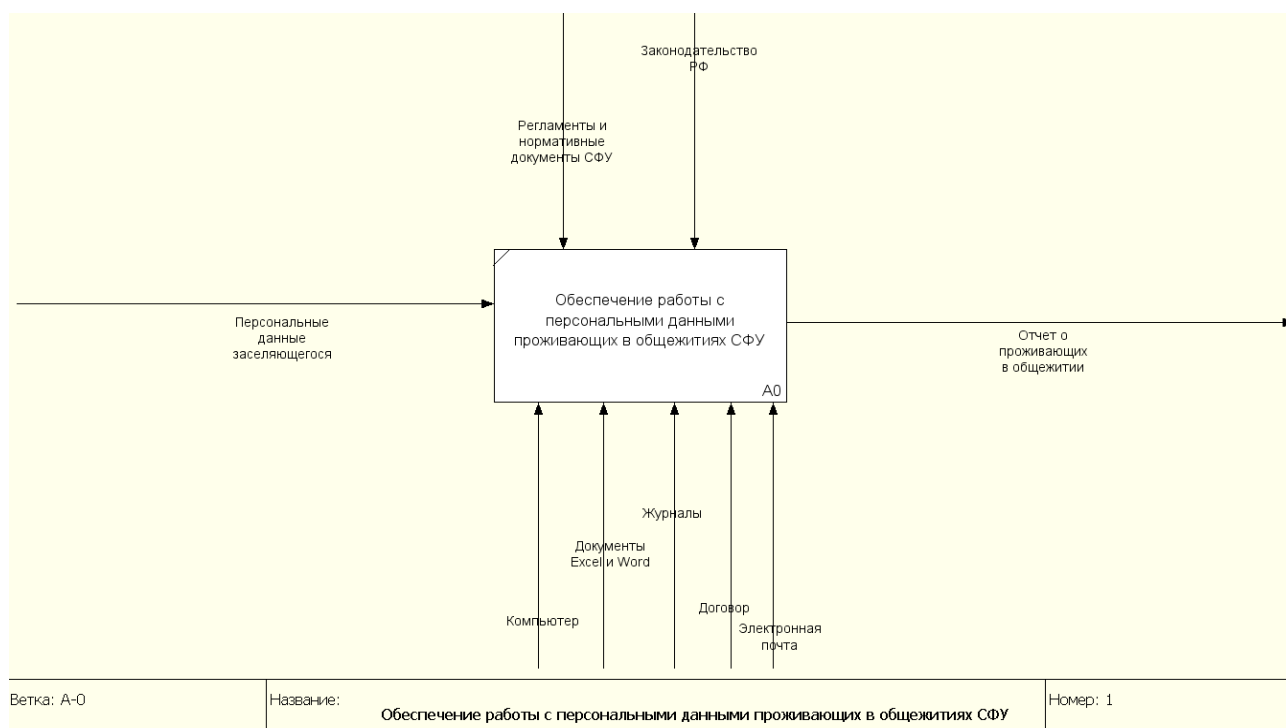 Законодательство
РФ
Регламенты и
нормативные
документы СФУ
Обеспечение работы с
персональными данными
проживающих в общежитиях СФУ
A0
Персональные
данные
заселяющегося
Отчет о
проживающих
в общежитии
Журналы
Документы
Excel и Word
Договор
Компьютер
Электронная
почта
Ветка: A-0
Название:
Обеспечение работы с персональными данными проживающих в общежитиях СФУ
Номер: 1